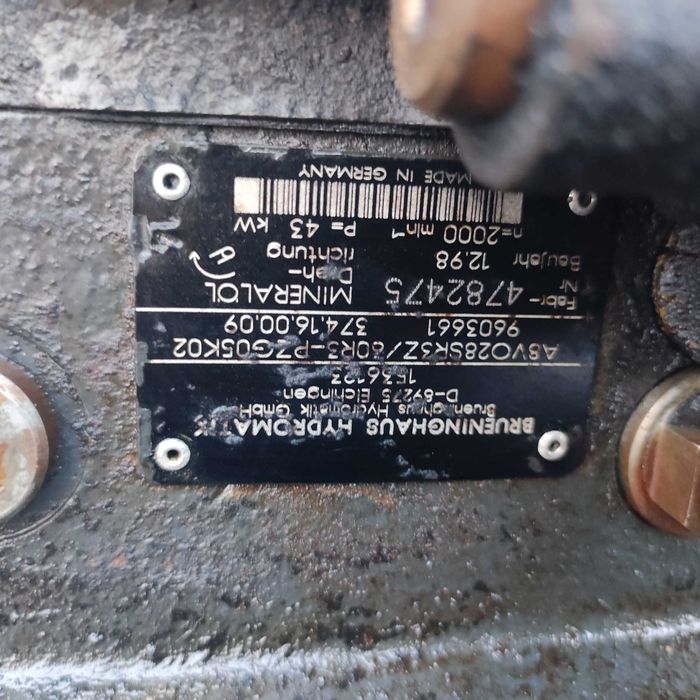 BRUENINGHAUS HYDROMATIK
Brueninghaus Hydromatik GmbH
D-89275 Elchingen
1536123
A8VO28SR3Z/60R3-PZG05K02
9603661 374.16.00.09
Fabr-Nr 4782475 MINERALÖL
Dreh-
richtung
Baujahr 12.98
n=2000 min⁻¹ P= 43 kW
MADE IN GERMANY